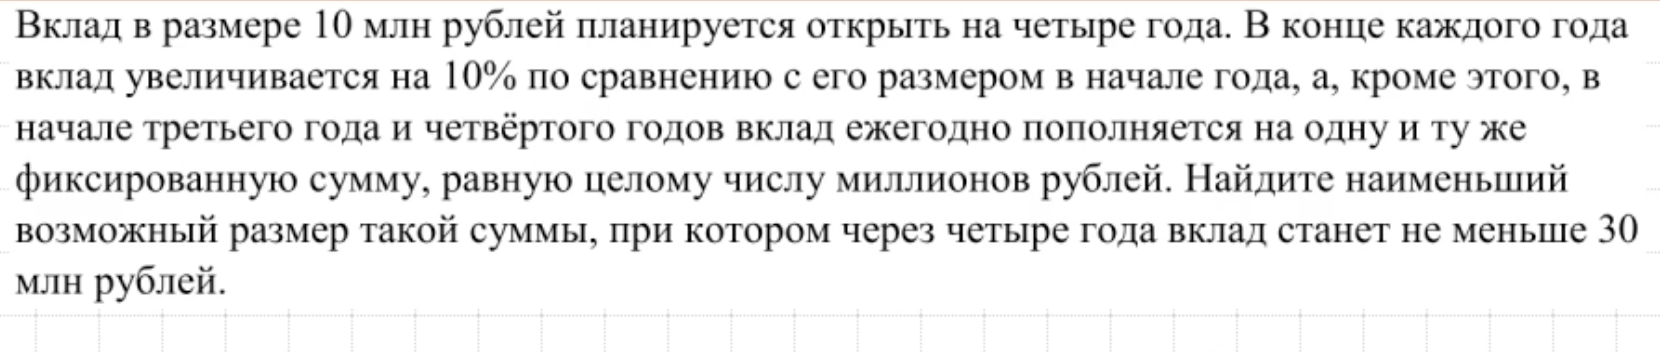 Вклад в размере 10 млн рублей планируется открыть на четыре года. В конце каждого года
вклад увеличивается на 10% по сравнению с его размером в начале года, а, кроме этого, в
начале третьего года и четвёртого годов вклад ежегодно пополняется на одну и ту же
фиксированную сумму, равную целому числу миллионов рублей. Найдите наименьший
возможный размер такой суммы, при котором через четыре года вклад станет не меньше 30
млн рублей.